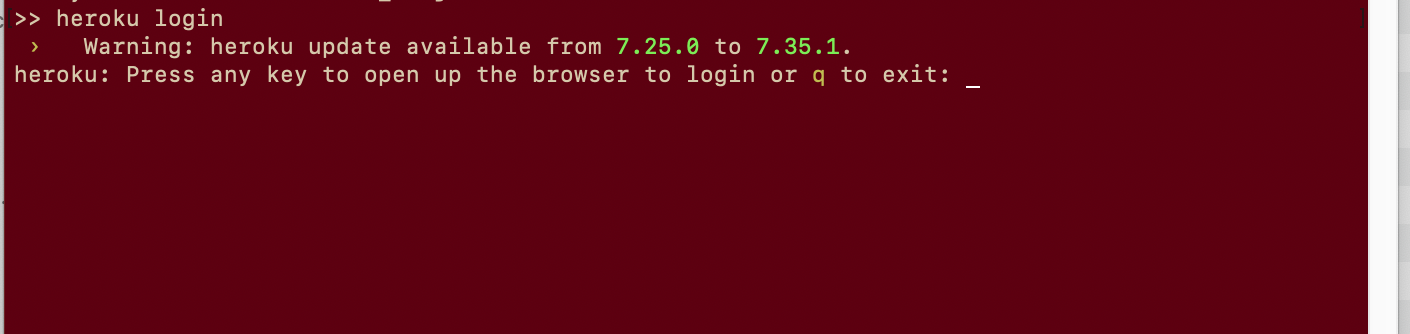 >> heroku login
›   Warning: heroku update available from 7.25.0 to 7.35.1.
heroku: Press any key to open up the browser to login or q to exit: _